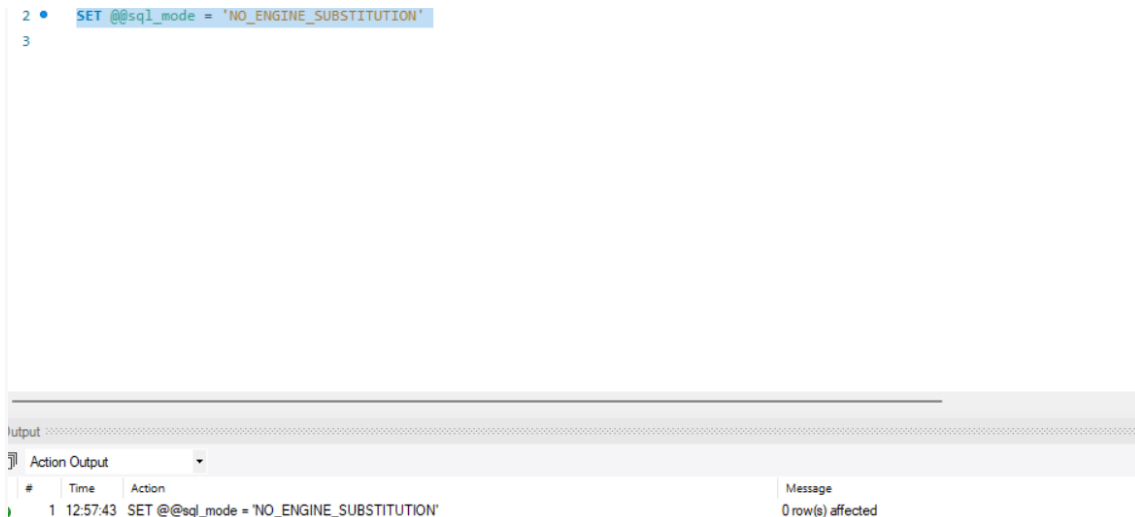 2 SET @@sql_mode = 'NO_ENGINE_SUBSTITUTION'
3
utput
Action Output
# Time Action Message
1 12:57:43 SET @@sql_mode = 'NO_ENGINE_SUBSTITUTION' 0 row(s) affected